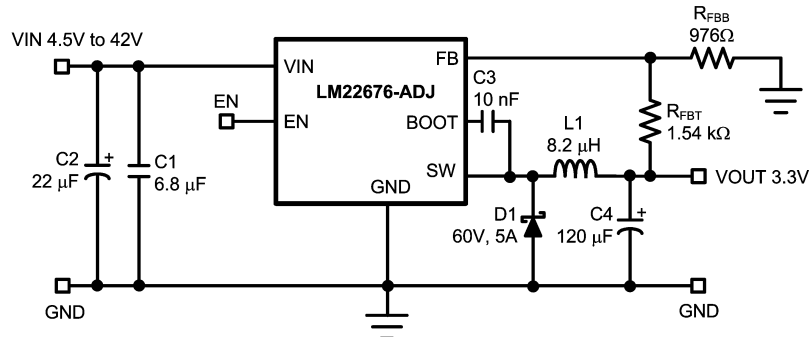 VIN 4.5V to 42V
VIN
FB
RFBB
976Ω
LM22676-ADJ
C3
10 nF
EN
EN
BOOT
L1
8.2 μH
RFBT
1.54 kΩ
SW
VOUT 3.3V
C2
22 μF
+
C1
6.8 μF
GND
D1
60V, 5A
C4
120 μF
+
GND
GND